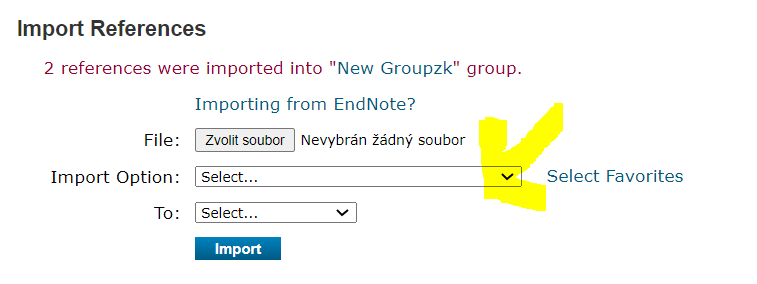 Import References
2 references were imported into "New Groupzk" group.
Importing from EndNote?
File: Zvolit soubor Nevybrán žádný soubor
Import Option: Select... Select Favorites
To: Select...
Import